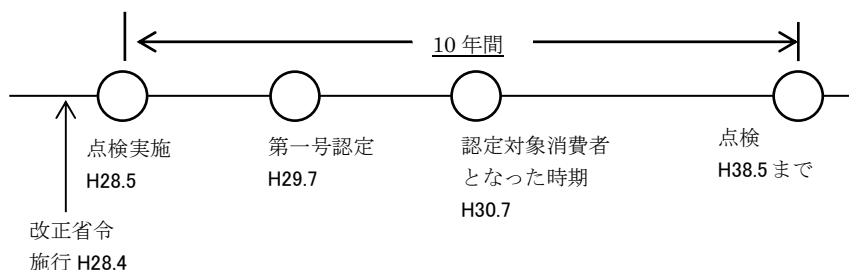 10 年間
点検実施
H28.5
第一号認定
H29.7
認定対象消費者
となった時期
H30.7
点検
H38.5 まで
改正省令
施行 H28.4